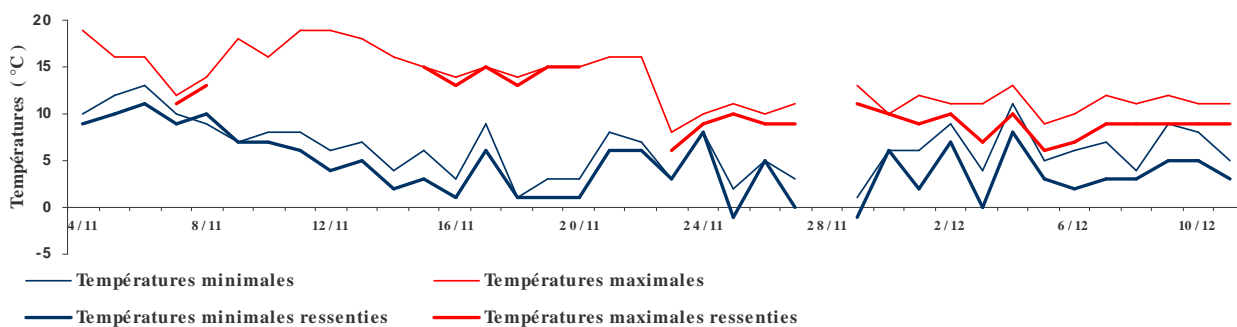 Températures (°C)
20
15
10
5
0
-5
4/11 8/11 12/11 16/11 20/11 24/11 28/11 2/12 6/12 10/12
Températures minimales Températures maximales
Températures minimales ressenties Températures maximales ressenties